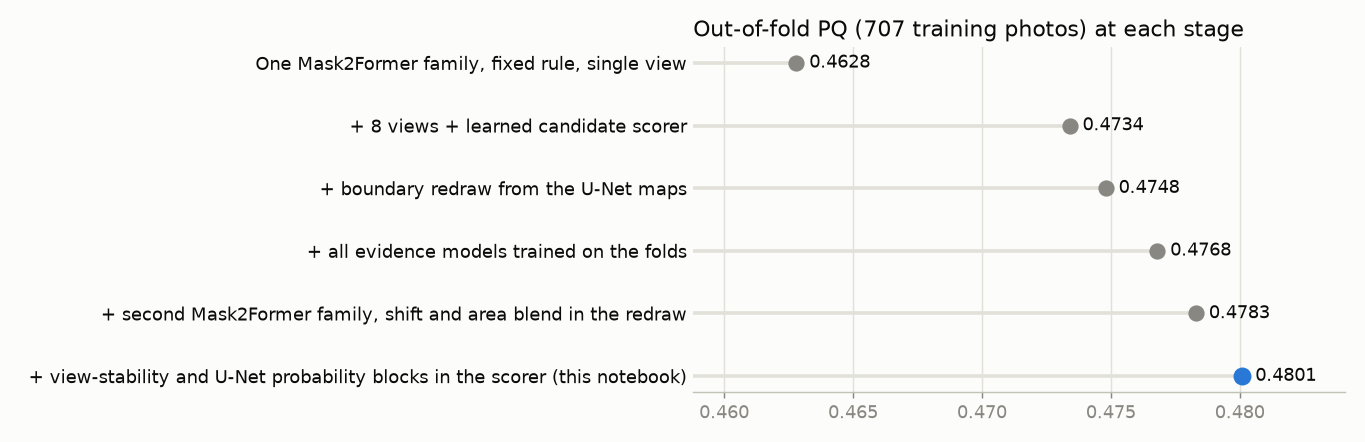 Out-of-fold PQ (707 training photos) at each stage
One Mask2Former family, fixed rule, single view 0.4628
+ 8 views + learned candidate scorer 0.4734
+ boundary redraw from the U-Net maps 0.4748
+ all evidence models trained on the folds 0.4768
+ second Mask2Former family, shift and area blend in the redraw 0.4783
+ view-stability and U-Net probability blocks in the scorer (this notebook) 0.4801
0.460 0.465 0.470 0.475 0.480